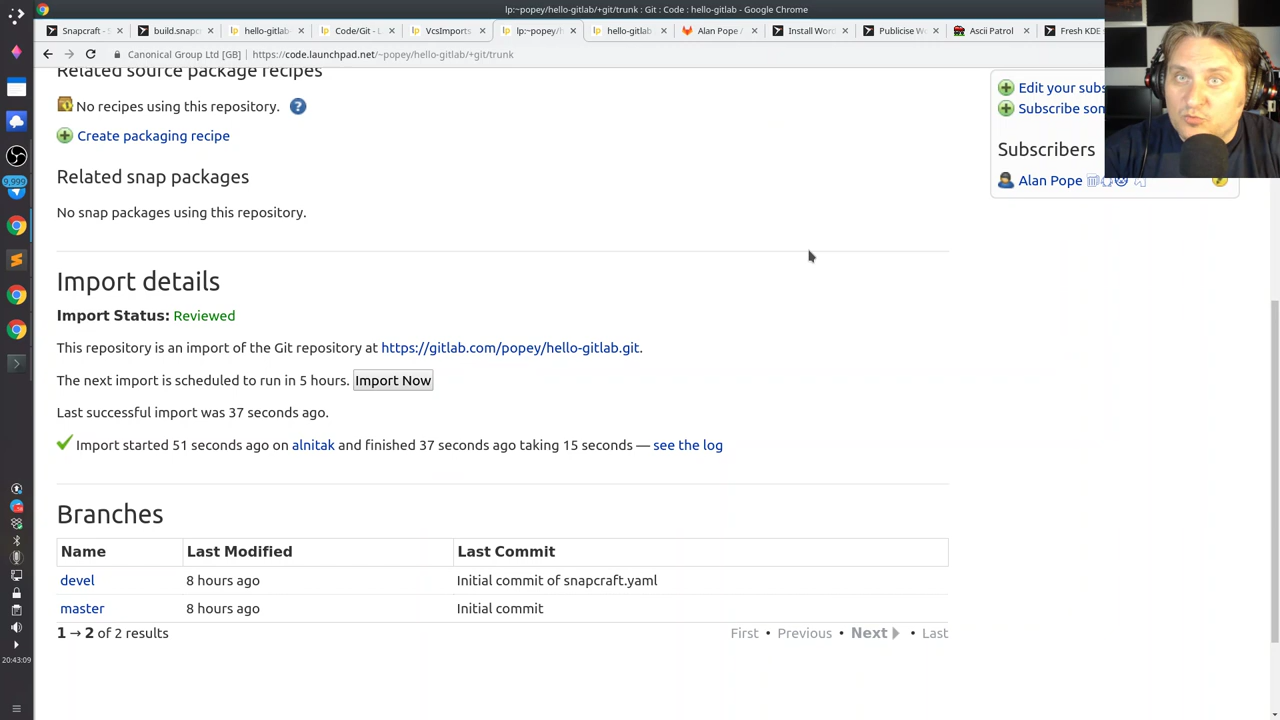 lp:~popey/hello-gitlab/+git/trunk : Git : Code : hello-gitlab - Google Chrome
Snapcraft - S
build.snapc
hello-gitlab
Code/Git - L
VcsImports
lp:~popey/h
hello-gitlab
Alan Pope /
Install Word
Publicise Wo
Ascii Patrol
Fresh KDE s
Canonical Group Ltd [GB] | https://code.launchpad.net/~popey/hello-gitlab/+git/trunk
Related source package recipes
No recipes using this repository.
Create packaging recipe
Related snap packages
No snap packages using this repository.
Edit your subs
Subscribe som
Subscribers
Alan Pope
Import details
Import Status: Reviewed
This repository is an import of the Git repository at https://gitlab.com/popey/hello-gitlab.git.
The next import is scheduled to run in 5 hours. Import Now
Last successful import was 37 seconds ago.
Import started 51 seconds ago on alnitak and finished 37 seconds ago taking 15 seconds — see the log
Branches
Name Last Modified Last Commit
devel 8 hours ago Initial commit of snapcraft.yaml
master 8 hours ago Initial commit
1 → 2 of 2 results
First • Previous • Next • Last
9,999
20:43:09